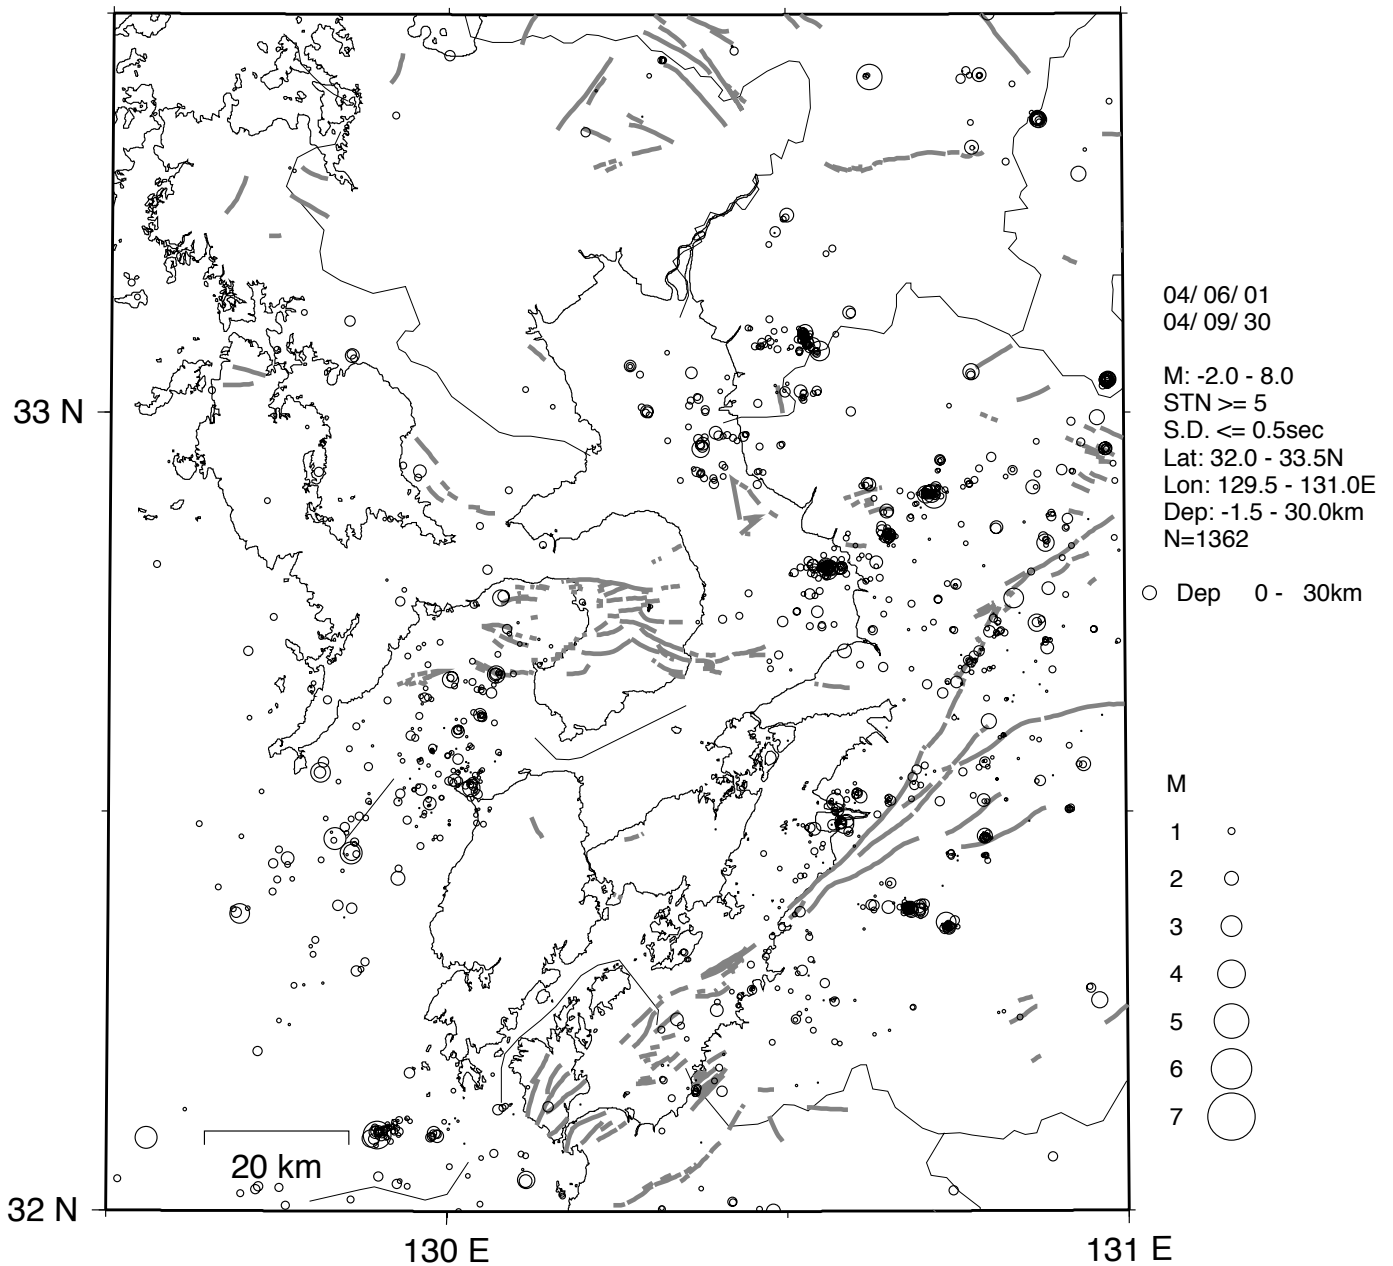 04/ 06/ 01
04/ 09/ 30
M: -2.0 - 8.0
STN >= 5
S.D. <= 0.5sec
Lat: 32.0 - 33.5N
Lon: 129.5 - 131.0E
Dep: -1.5 - 30.0km
N=1362
Dep 0 - 30km
33 N
M
1
2
3
4
5
6
7
20 km
32 N
130 E
131 E